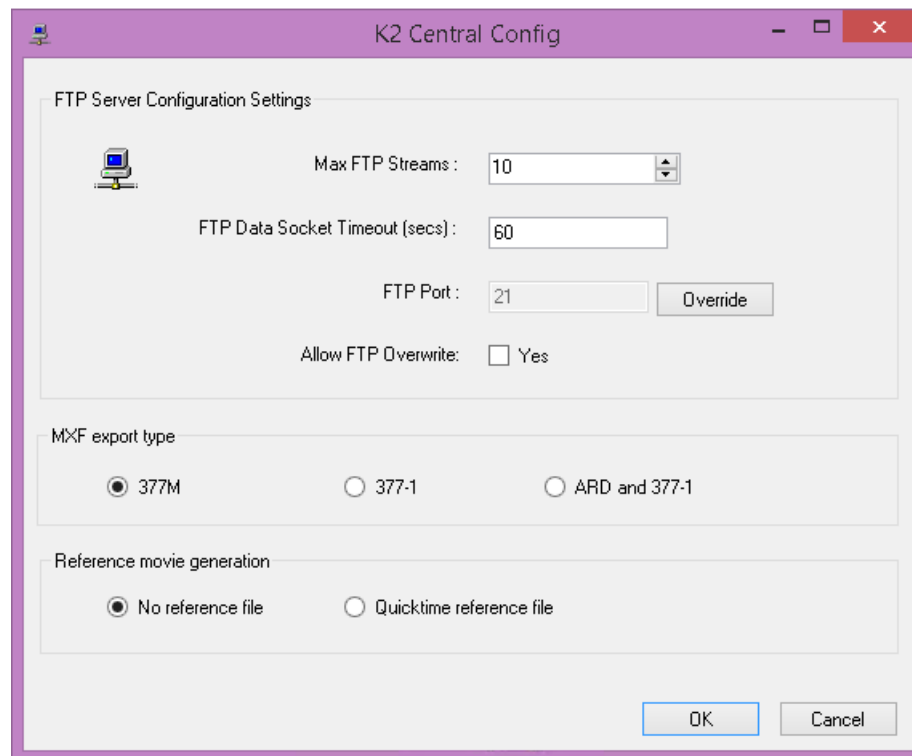 K2 Central Config
FTP Server Configuration Settings
Max FTP Streams : 10
FTP Data Socket Timeout (secs) : 60
FTP Port : 21 Override
Allow FTP Overwrite: Yes
MXF export type
377M 377-1 ARD and 377-1
Reference movie generation
No reference file Quicktime reference file
OK Cancel